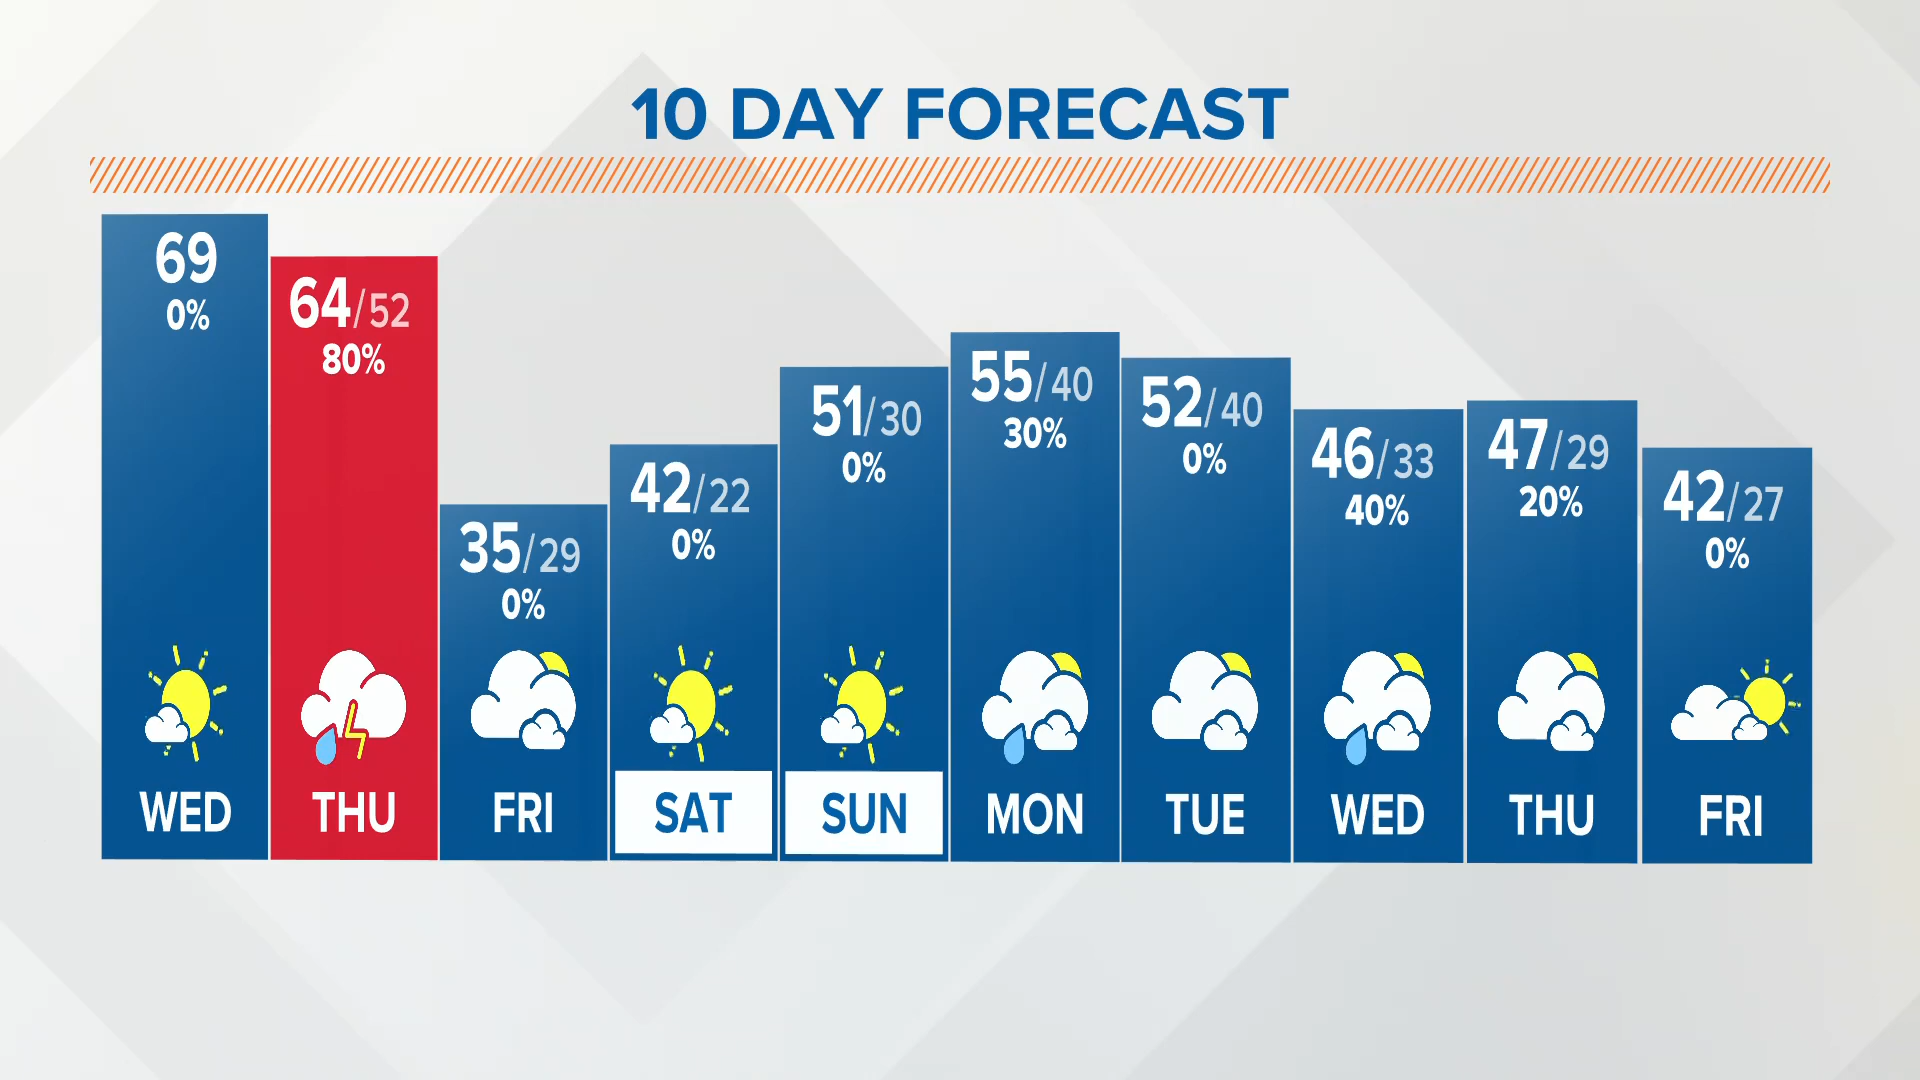 10 DAY FORECAST
69
0%
WED
64/52
80%
THU
35/29
0%
FRI
42/22
0%
SAT
51/30
0%
SUN
55/40
30%
MON
52/40
0%
TUE
46/33
40%
WED
47/29
20%
THU
42/27
0%
FRI